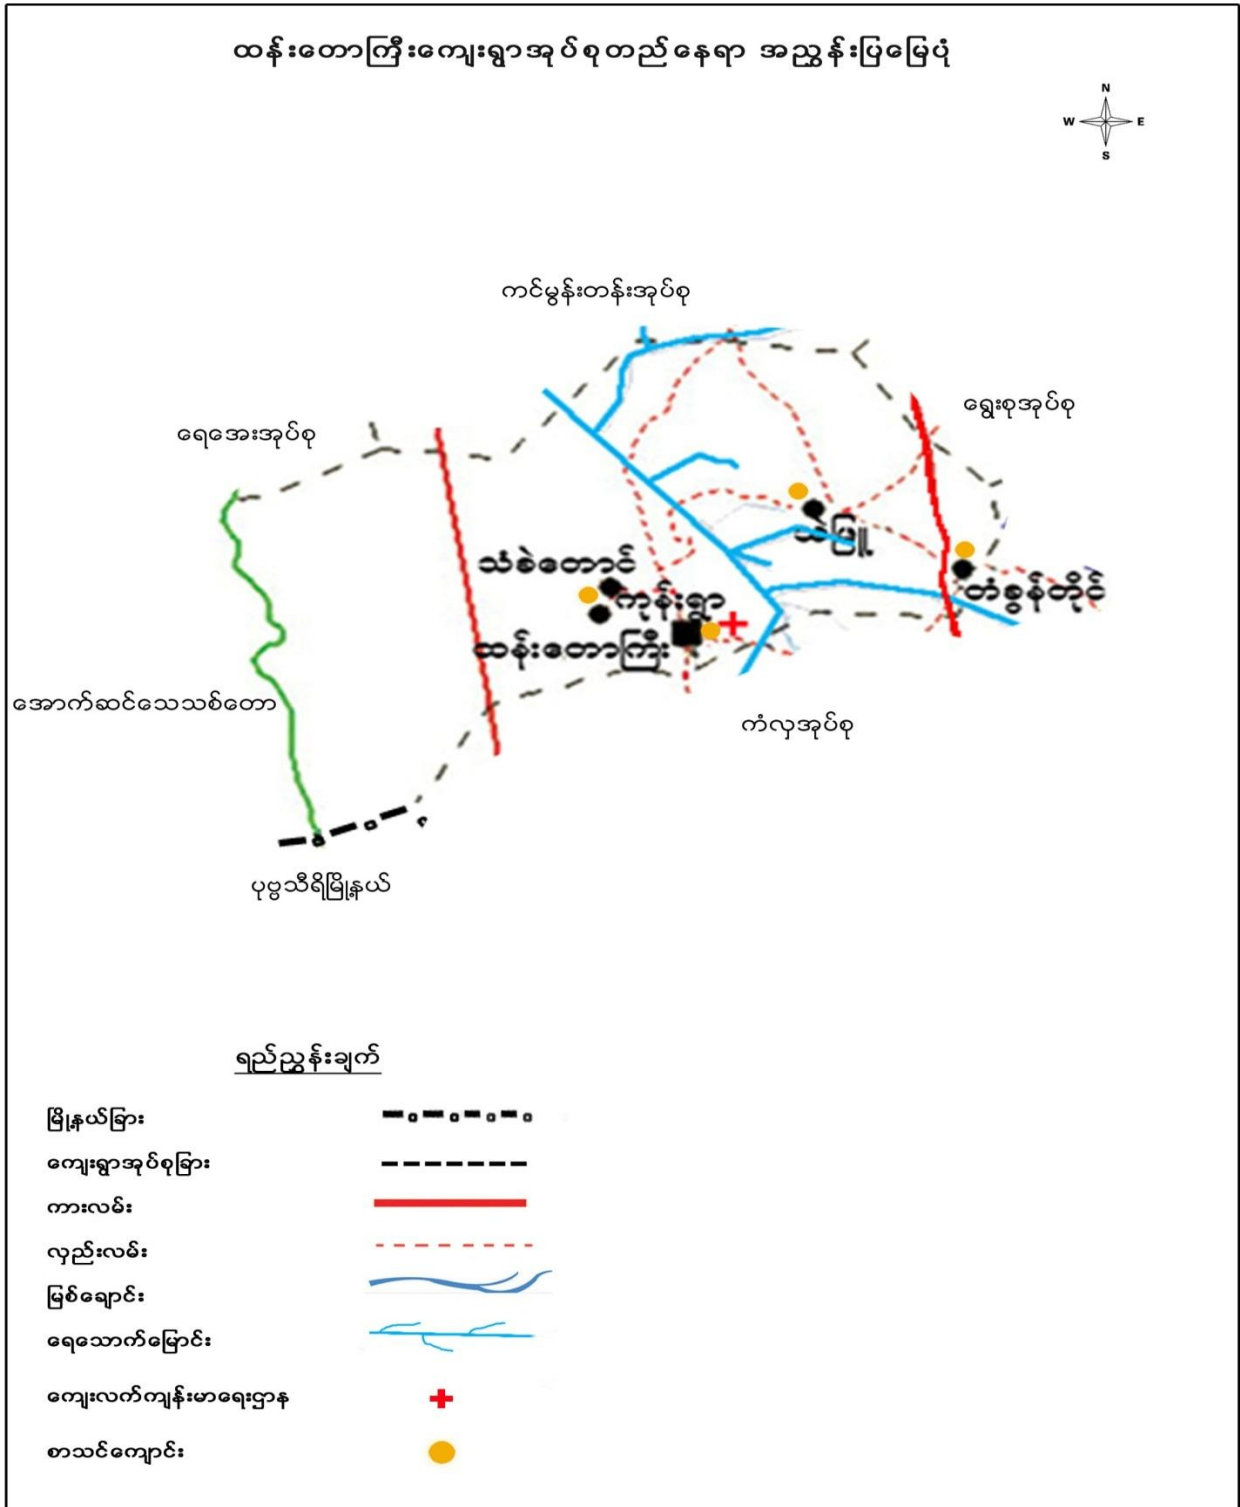 ထန်းတောကြီးကျေးရွာအုပ်စုတည်နေရာ အညွှန်းပြမြေပုံ
N
W E
S
ကင်မွန်းတန်းအုပ်စု
ရွေးစုအုပ်စု
ရေအေးအုပ်စု
သဖြူ
သံစဲတောင်
တံစွန်တိုင်
ကုန်းရွာ
ထန်းတောကြီး
အောက်ဆင်သေသစ်တော
ကံလှအုပ်စု
ပုဗ္ဗသီရိမြို့နယ်
ရည်ညွှန်းချက်
မြို့နယ်ခြား
ကျေးရွာအုပ်စုခြား
ကားလမ်း
လှည်းလမ်း
မြစ်ချောင်း
ရေသောက်မြောင်း
ကျေးလက်ကျန်းမာရေးဌာန
စာသင်ကျောင်း